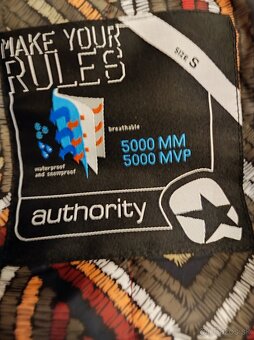 MAKE YOUR
RULES
SIZE S
breathable
5000 MM
5000 MVP
waterproof
and snowproof
authority